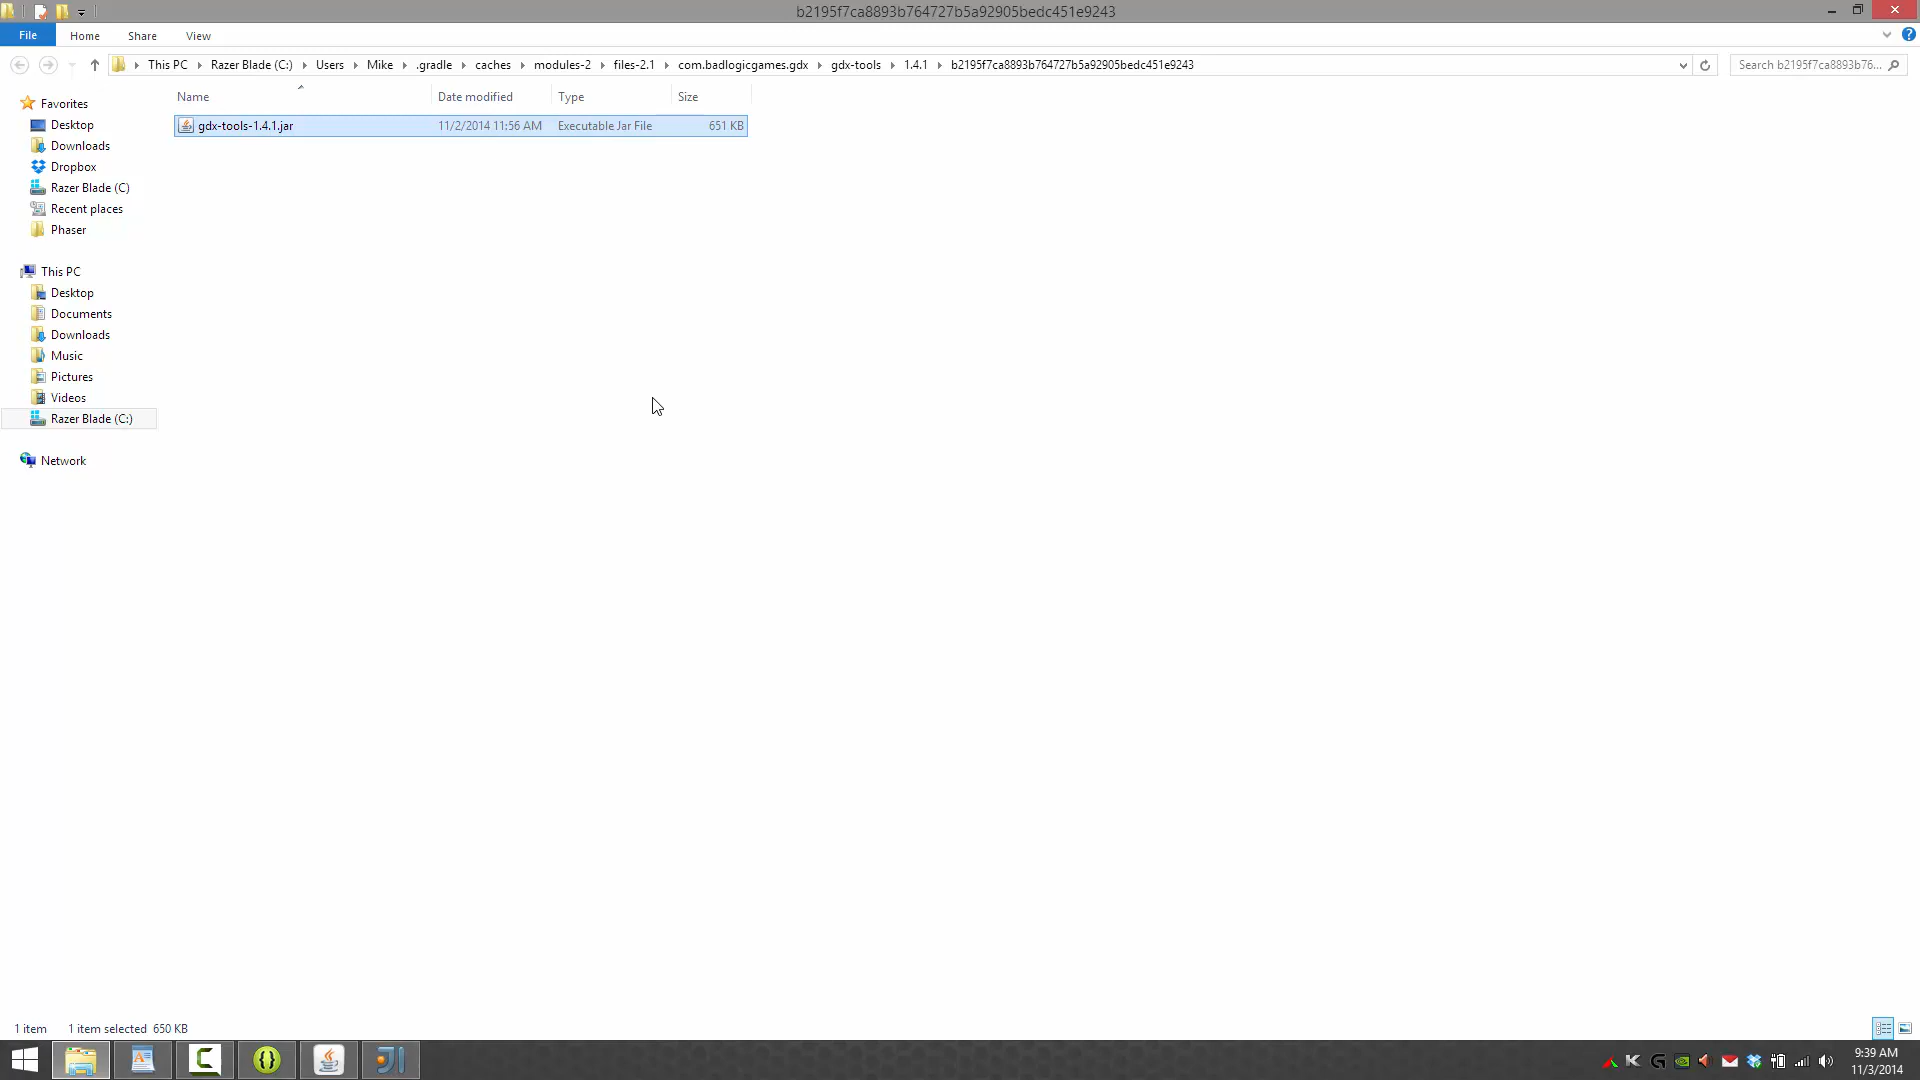 b2195f7ca8893b764727b5a92905bedc451e9243
File Home Share View
This PC Razer Blade (C:) Users Mike .gradle caches modules-2 files-2.1 com.badlogicgames.gdx gdx-tools 1.4.1 b2195f7ca8893b764727b5a92905bedc451e9243 Search b2195f7ca8893b76...
Name Date modified Type Size
gdx-tools-1.4.1.jar 11/2/2014 11:56 AM Executable Jar File 651 KB
Favorites
Desktop
Downloads
Dropbox
Razer Blade (C)
Recent places
Phaser
This PC
Desktop
Documents
Downloads
Music
Pictures
Videos
Razer Blade (C:)
Network
1 item 1 item selected 650 KB
9:39 AM
11/3/2014